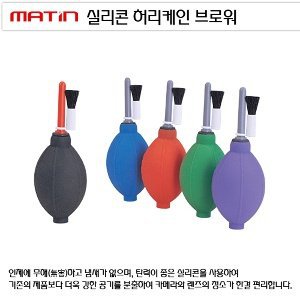 MATIN 실리콘 허리케인 브로워
인체에 무해(無害)하고 냄새가 없으며, 탄력이 좋은 실리콘을 사용하여
기존의 제품보다 더욱 강한 공기를 분출하여 카메라와 렌즈의 청소가 한결 편리합니다.